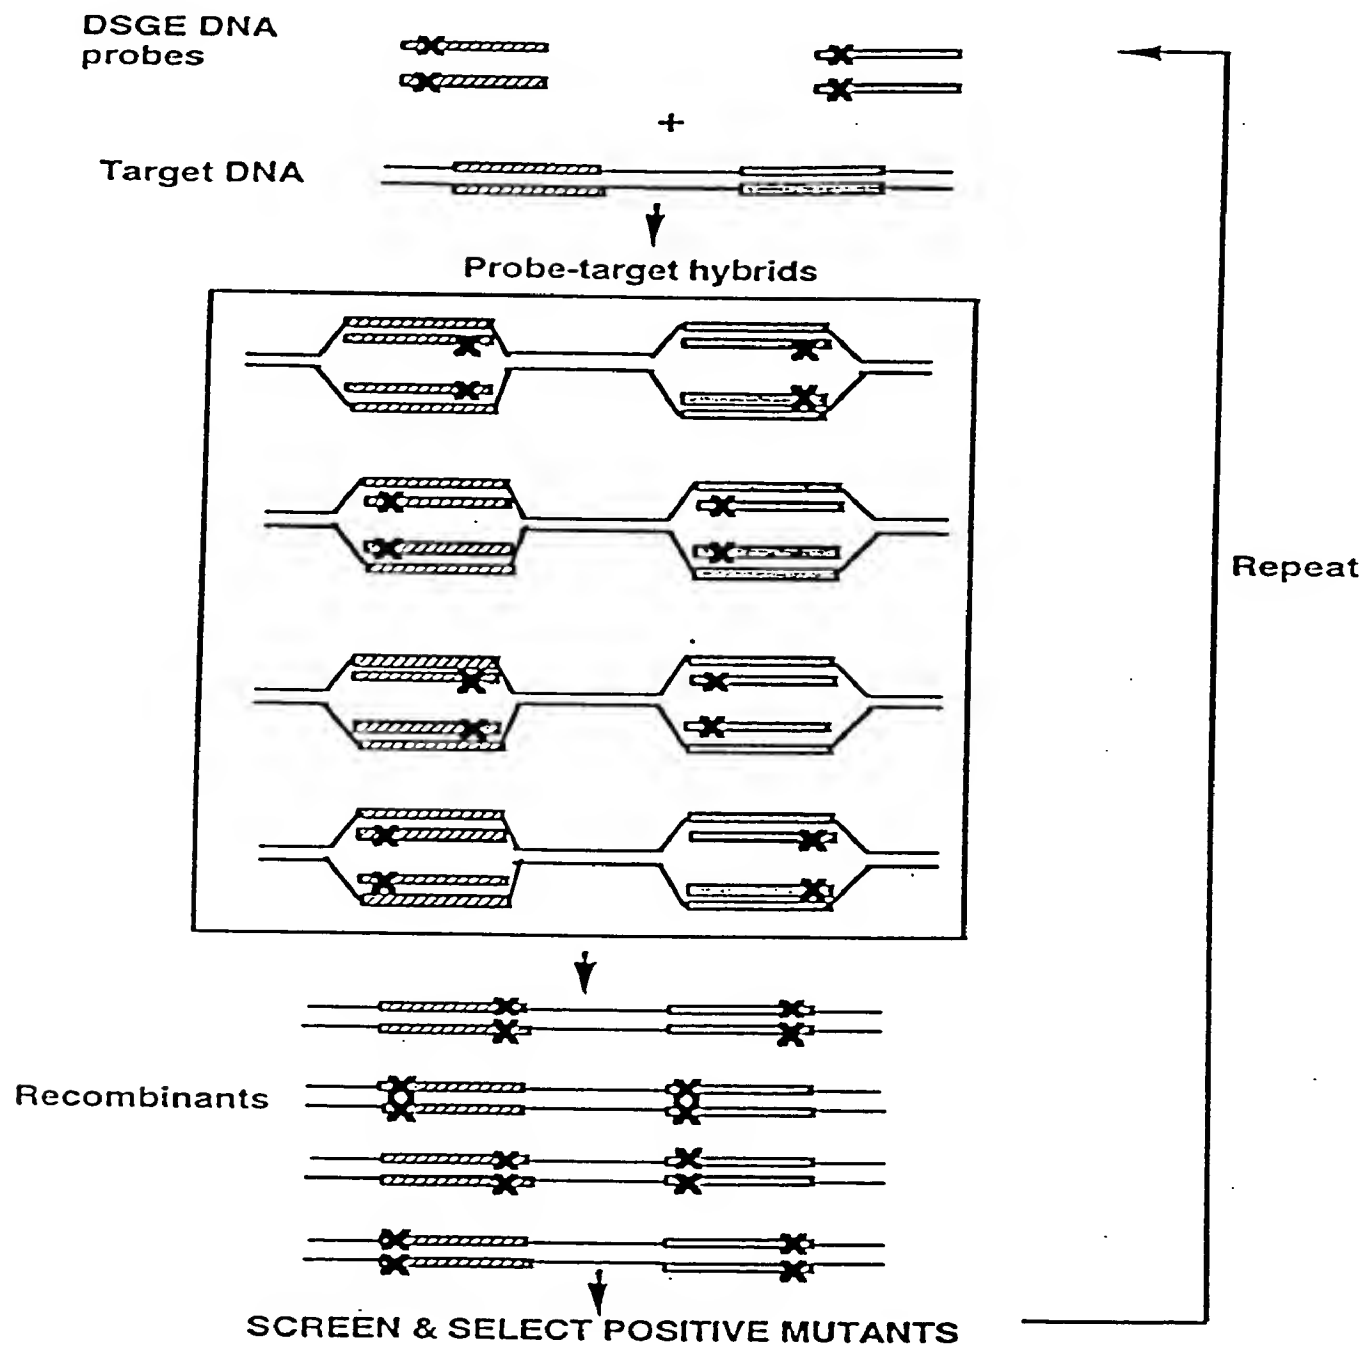 DSGE DNA
probes
+
Target DNA
Probe-target hybrids
Repeat
Recombinants
SCREEN & SELECT POSITIVE MUTANTS